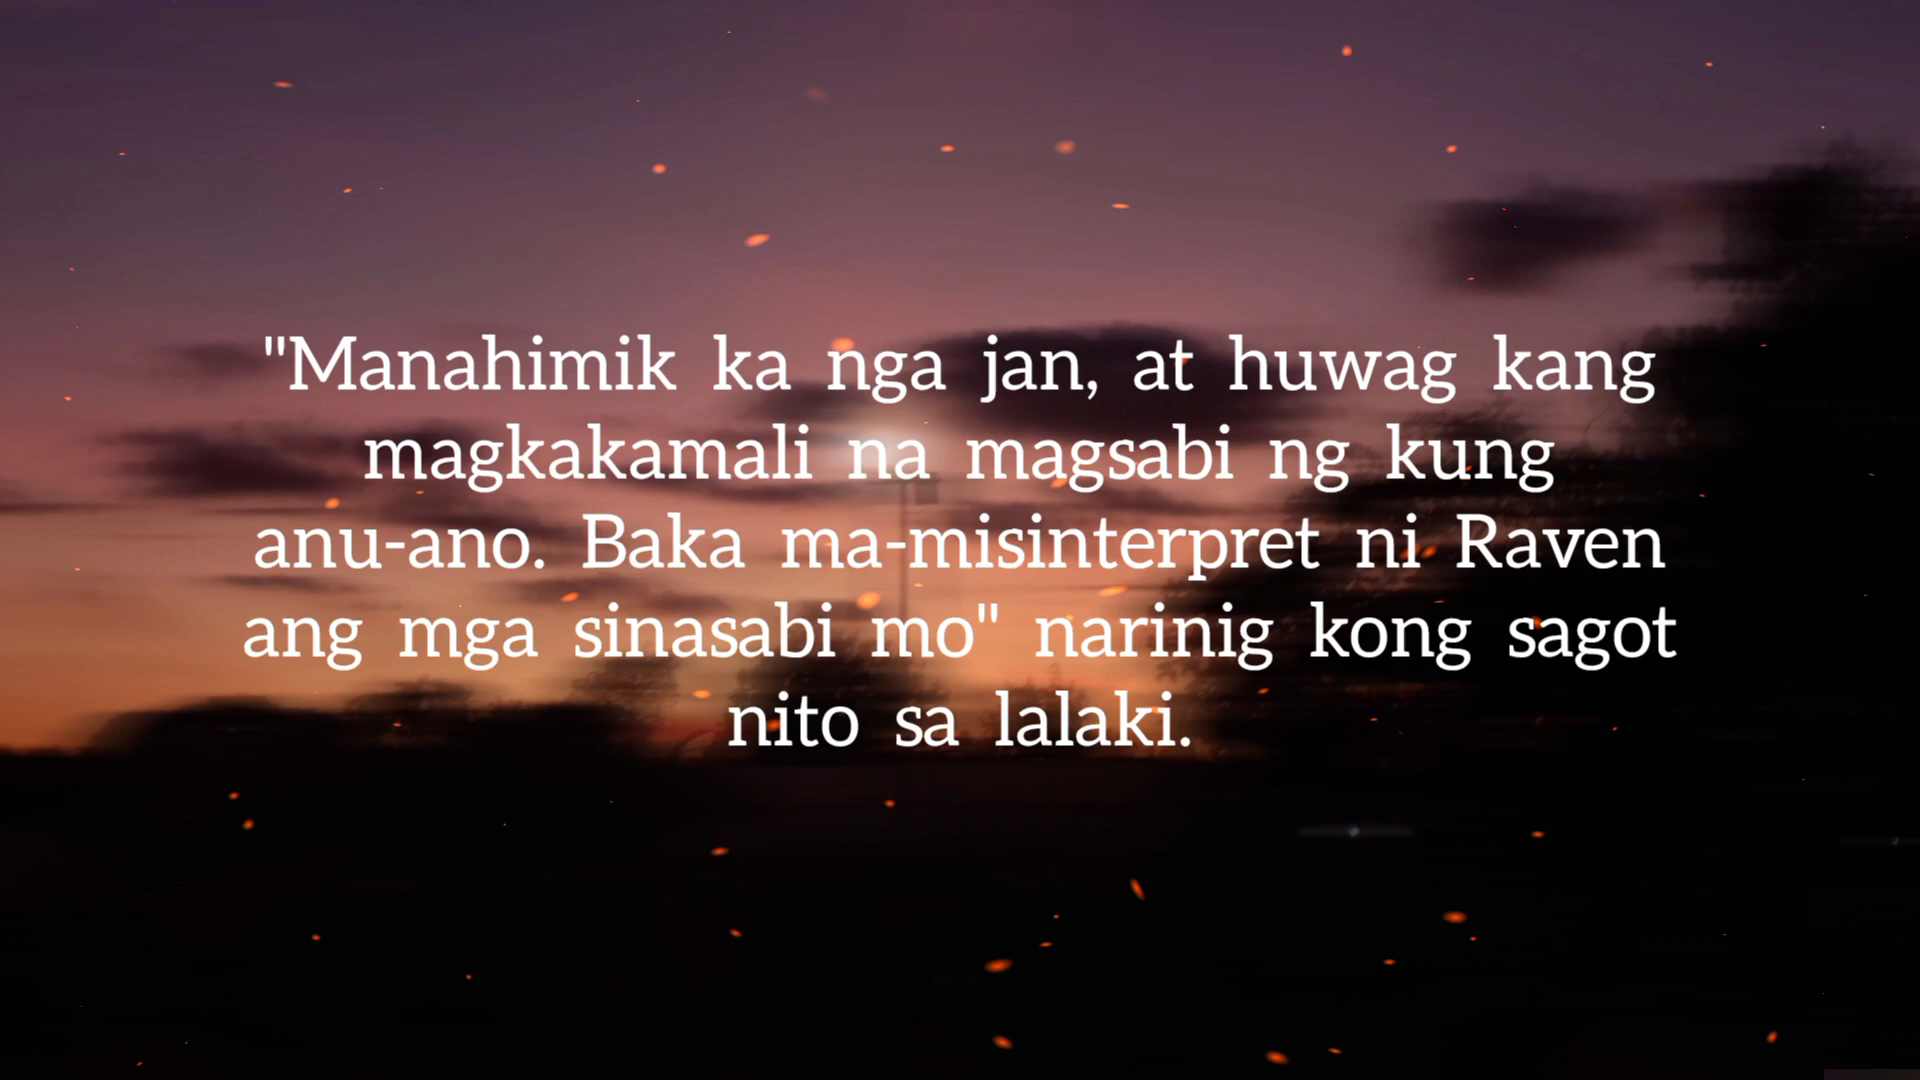 "Manahimik ka nga jan, at huwag kang
magkakamali na magsabi ng kung
anu-ano. Baka ma-misinterpret ni Raven
ang mga sinasabi mo" narinig kong sagot
nito sa lalaki.